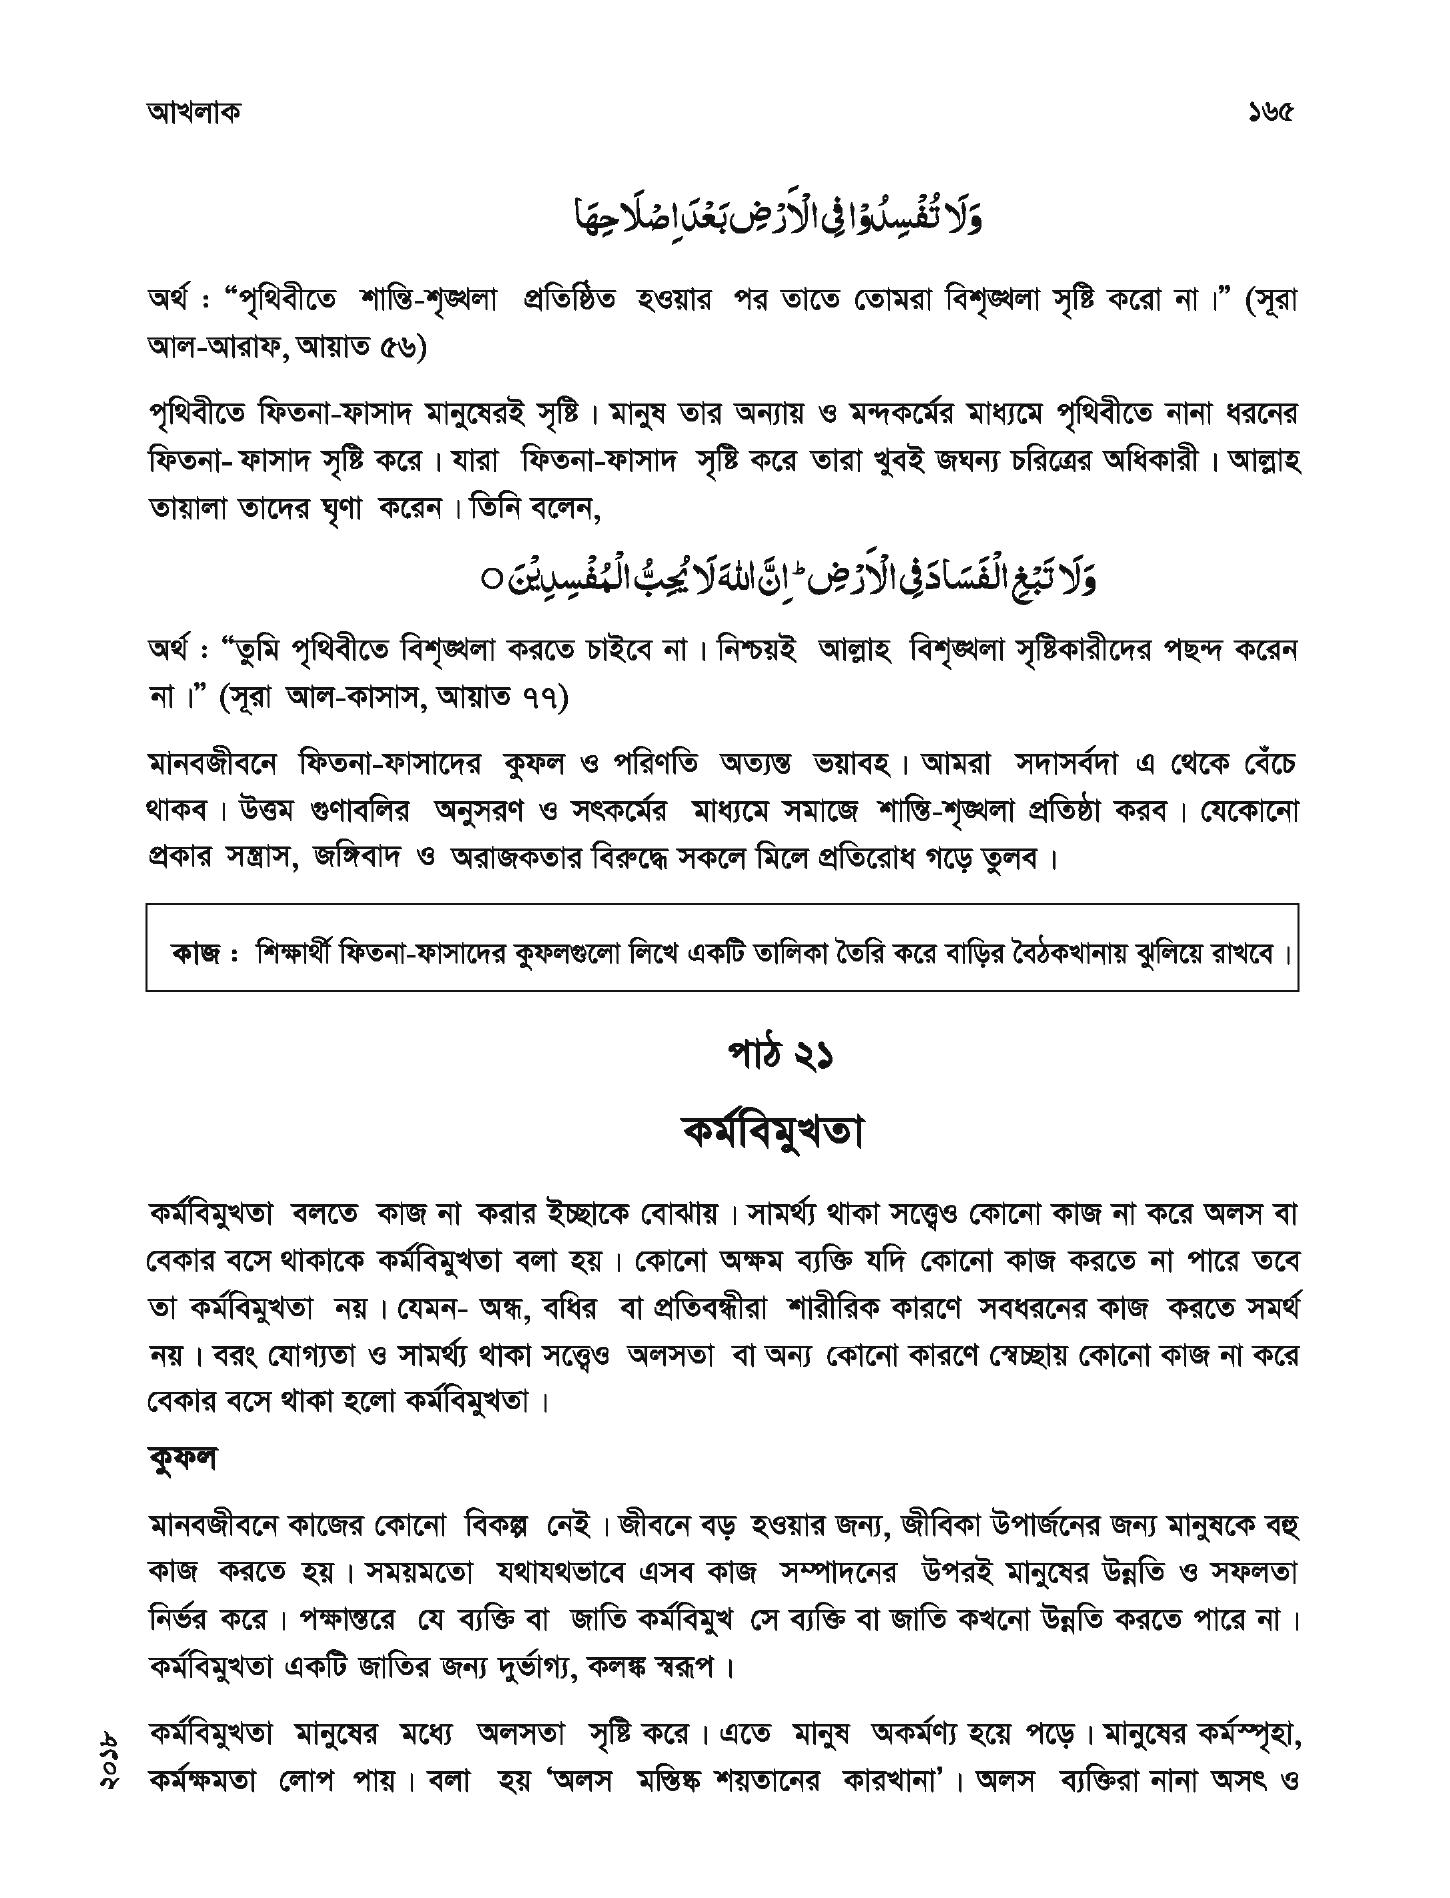 আখলাক ১৬৫
وَلَا تُفْسِدُوْا فِي الْاَرْضِ بَعْدَ اِصْلَاحِهَا
অর্থ : “পৃথিবীতে শান্তি-শৃঙ্খলা প্রতিষ্ঠিত হওয়ার পর তাতে তোমরা বিশৃঙ্খলা সৃষ্টি করো না।” (সূরা
আল-আরাফ, আয়াত ৫৬)
পৃথিবীতে ফিতনা-ফাসাদ মানুষেরই সৃষ্টি। মানুষ তার অন্যায় ও মন্দকর্মের মাধ্যমে পৃথিবীতে নানা ধরনের
ফিতনা- ফাসাদ সৃষ্টি করে। যারা ফিতনা-ফাসাদ সৃষ্টি করে তারা খুবই জঘন্য চরিত্রের অধিকারী। আল্লাহ
তায়ালা তাদের ঘৃণা করেন। তিনি বলেন,
وَلَا تَبْغِ الْفَسَادَ فِي الْاَرْضِ ؕ اِنَّ اللهَ لَا يُحِبُّ الْمُفْسِدِيْنَ ○
অর্থ : “তুমি পৃথিবীতে বিশৃঙ্খলা করতে চাইবে না। নিশ্চয়ই আল্লাহ বিশৃঙ্খলা সৃষ্টিকারীদের পছন্দ করেন
না।” (সূরা আল-কাসাস, আয়াত ৭৭)
মানবজীবনে ফিতনা-ফাসাদের কুফল ও পরিণতি অত্যন্ত ভয়াবহ। আমরা সদাসর্বদা এ থেকে বেঁচে
থাকব। উত্তম গুণাবলির অনুসরণ ও সৎকর্মের মাধ্যমে সমাজে শান্তি-শৃঙ্খলা প্রতিষ্ঠা করব। যেকোনো
প্রকার সন্ত্রাস, জঙ্গিবাদ ও অরাজকতার বিরুদ্ধে সকলে মিলে প্রতিরোধ গড়ে তুলব।
কাজ : শিক্ষার্থী ফিতনা-ফাসাদের কুফলগুলো লিখে একটি তালিকা তৈরি করে বাড়ির বৈঠকখানায় ঝুলিয়ে রাখবে।
পাঠ ২১
কর্মবিমুখতা
কর্মবিমুখতা বলতে কাজ না করার ইচ্ছাকে বোঝায়। সামর্থ্য থাকা সত্ত্বেও কোনো কাজ না করে অলস বা
বেকার বসে থাকাকে কর্মবিমুখতা বলা হয়। কোনো অক্ষম ব্যক্তি যদি কোনো কাজ করতে না পারে তবে
তা কর্মবিমুখতা নয়। যেমন- অন্ধ, বধির বা প্রতিবন্ধীরা শারীরিক কারণে সবধরনের কাজ করতে সমর্থ
নয়। বরং যোগ্যতা ও সামর্থ্য থাকা সত্ত্বেও অলসতা বা অন্য কোনো কারণে স্বেচ্ছায় কোনো কাজ না করে
বেকার বসে থাকা হলো কর্মবিমুখতা।
কুফল
মানবজীবনে কাজের কোনো বিকল্প নেই। জীবনে বড় হওয়ার জন্য, জীবিকা উপার্জনের জন্য মানুষকে বহু
কাজ করতে হয়। সময়মতো যথাযথভাবে এসব কাজ সম্পাদনের উপরই মানুষের উন্নতি ও সফলতা
নির্ভর করে। পক্ষান্তরে যে ব্যক্তি বা জাতি কর্মবিমুখ সে ব্যক্তি বা জাতি কখনো উন্নতি করতে পারে না।
কর্মবিমুখতা একটি জাতির জন্য দুর্ভাগ্য, কলঙ্ক স্বরূপ।
কর্মবিমুখতা মানুষের মধ্যে অলসতা সৃষ্টি করে। এতে মানুষ অকর্মণ্য হয়ে পড়ে। মানুষের কর্মস্পৃহা,
কর্মক্ষমতা লোপ পায়। বলা হয় ‘অলস মস্তিষ্ক শয়তানের কারখানা’। অলস ব্যক্তিরা নানা অসৎ ও
২০১৮